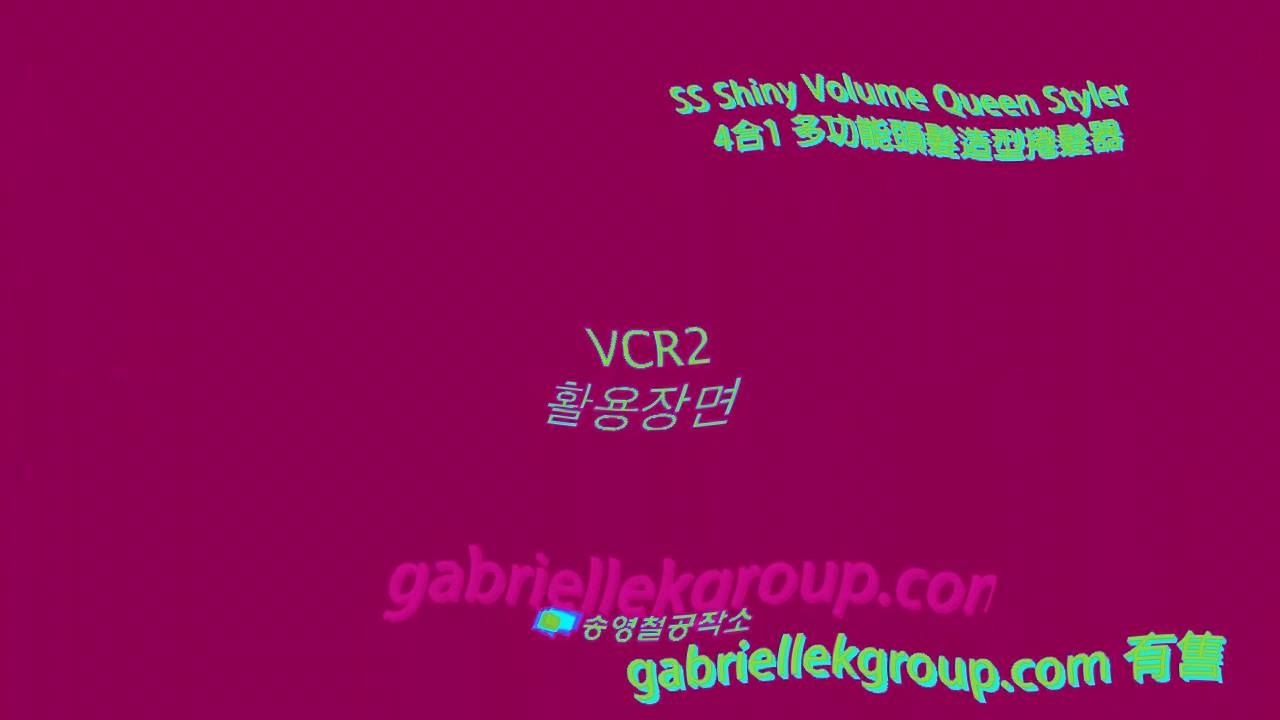 SS Shiny Volume Queen Styler
4合1 多功能頭髮造型捲髮器
VCR2
활용장면
gabriellekgroup.com
송영철공작소
gabriellekgroup.com 有售